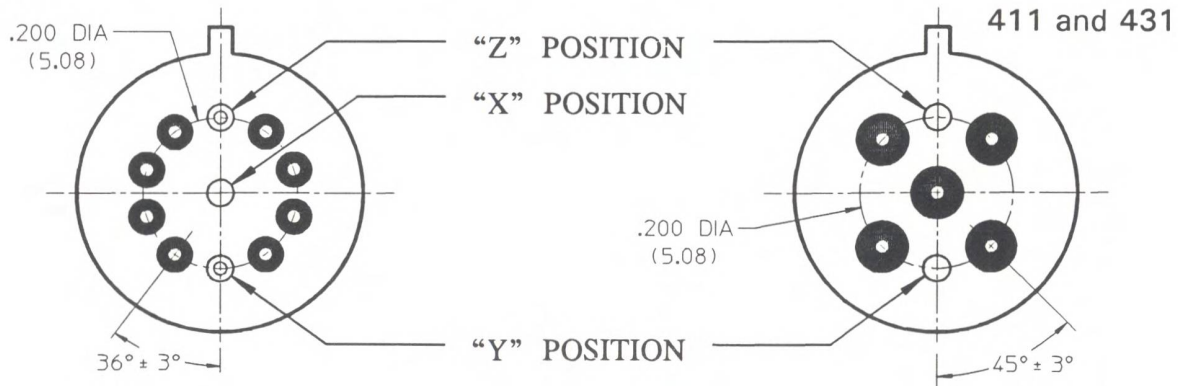 411 and 431
.200 DIA
(5.08)
“Z” POSITION
“X” POSITION
.200 DIA
(5.08)
“Y” POSITION
36° ± 3°
45° ± 3°